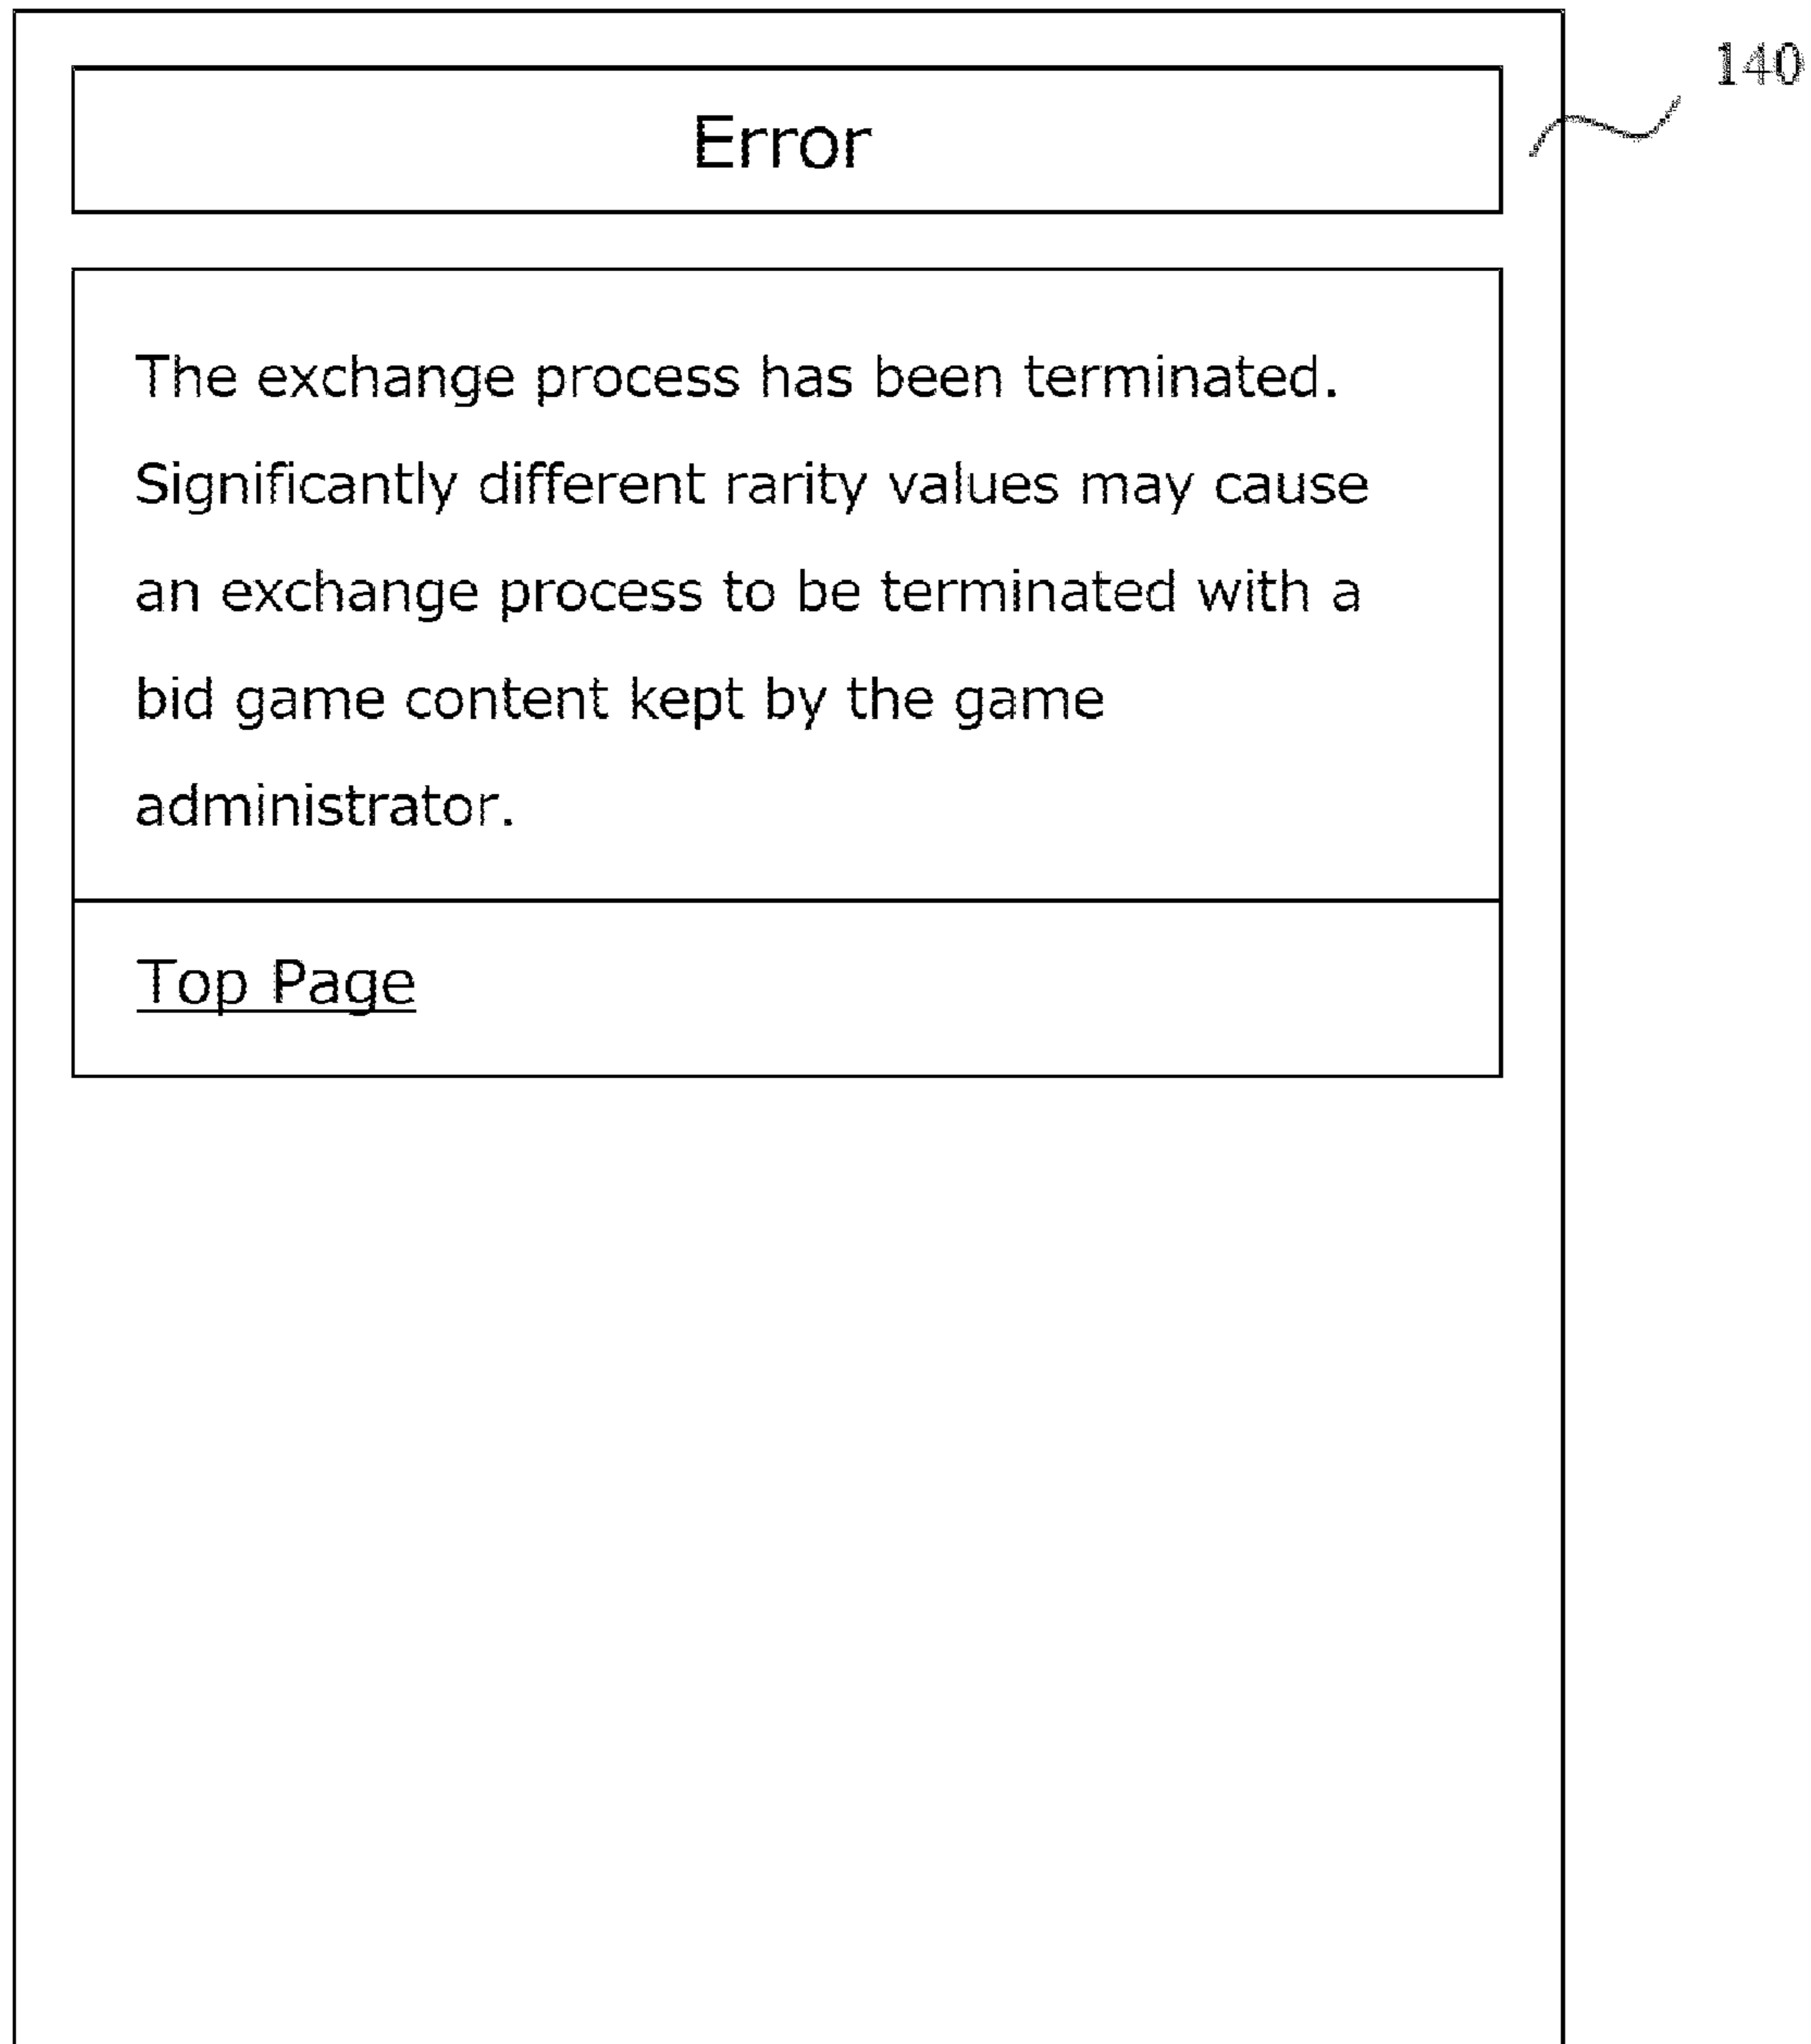 140
Error
The exchange process has been terminated.
Significantly different rarity values may cause
an exchange process to be terminated with a
bid game content kept by the game
administrator.
Top Page